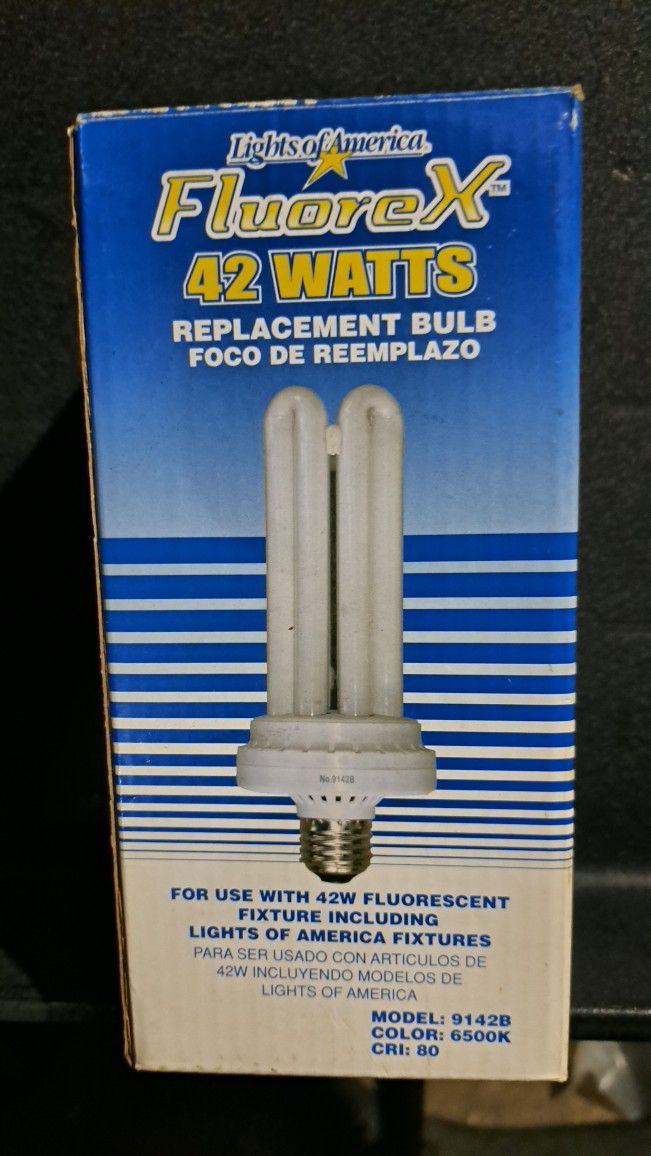 Lights of America
FluoreX™
42 WATTS
REPLACEMENT BULB
FOCO DE REEMPLAZO
No.9142B
FOR USE WITH 42W FLUORESCENT
FIXTURE INCLUDING
LIGHTS OF AMERICA FIXTURES
PARA SER USADO CON ARTICULOS DE
42W INCLUYENDO MODELOS DE
LIGHTS OF AMERICA
MODEL: 9142B
COLOR: 6500K
CRI: 80